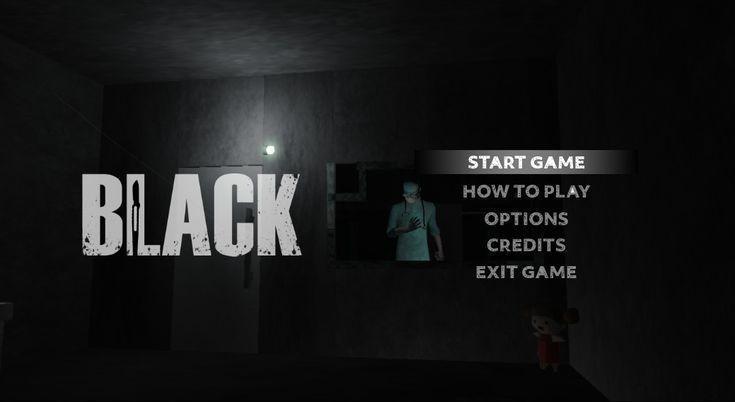 BLACK
START GAME
HOW TO PLAY
OPTIONS
CREDITS
EXIT GAME